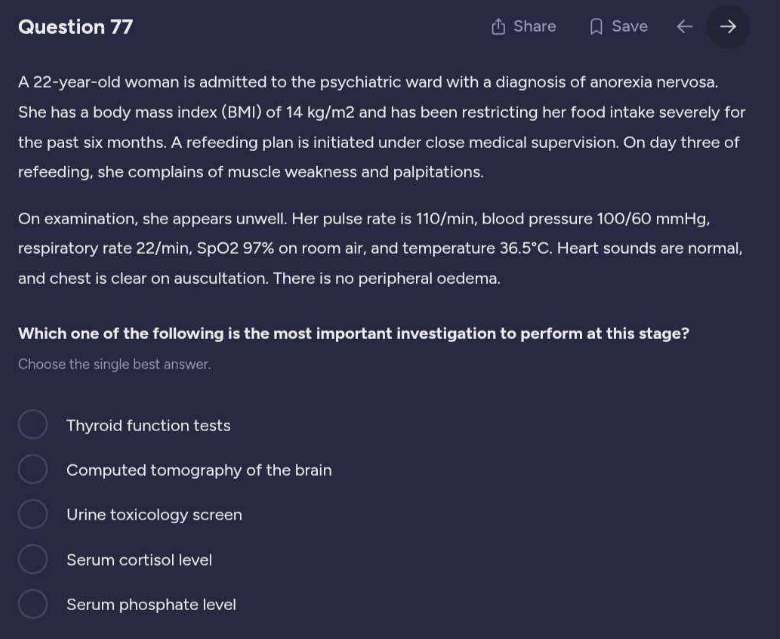 Question 77
Share
Save
A 22-year-old woman is admitted to the psychiatric ward with a diagnosis of anorexia nervosa.
She has a body mass index (BMI) of 14 kg/m2 and has been restricting her food intake severely for
the past six months. A refeeding plan is initiated under close medical supervision. On day three of
refeeding, she complains of muscle weakness and palpitations.
On examination, she appears unwell. Her pulse rate is 110/min, blood pressure 100/60 mmHg,
respiratory rate 22/min, SpO2 97% on room air, and temperature 36.5°C. Heart sounds are normal,
and chest is clear on auscultation. There is no peripheral oedema.
Which one of the following is the most important investigation to perform at this stage?
Choose the single best answer.
Thyroid function tests
Computed tomography of the brain
Urine toxicology screen
Serum cortisol level
Serum phosphate level